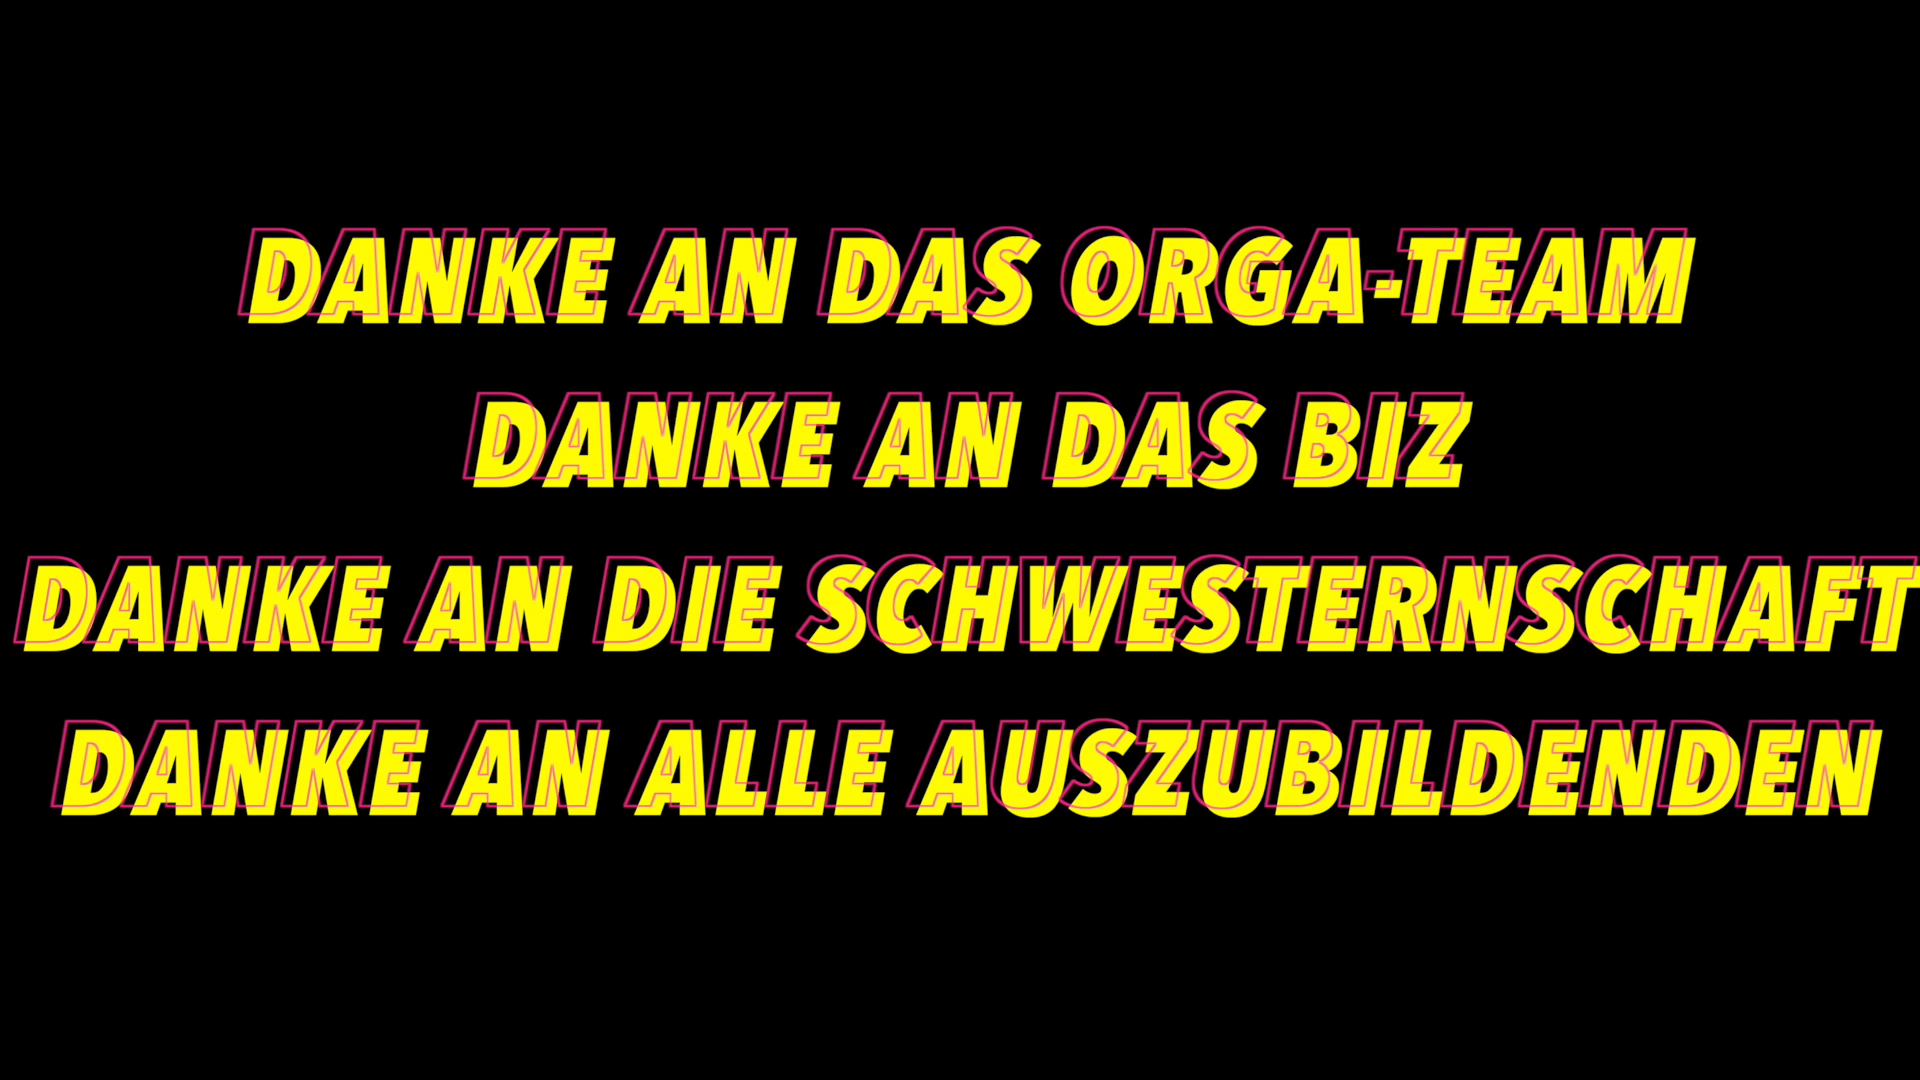 DANKE AN DAS ORGA-TEAM
DANKE AN DAS BIZ
DANKE AN DIE SCHWESTERNSCHAFT
DANKE AN ALLE AUSZUBILDENDEN